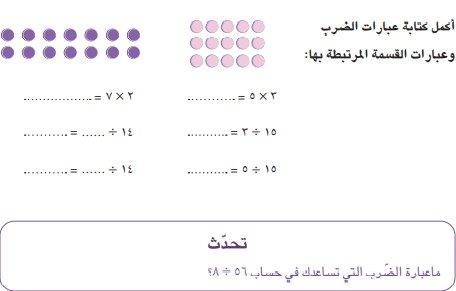 أكمل كتابة عبارات الضرب
وعبارات القسمة المرتبطة بها:
٣ × ٥ = ............
١٥ ÷ ٣ = ...........
١٥ ÷ ٥ = ...........
٢ × ٧ = .................
١٤ ÷ ...... = ...........
١٤ ÷ ...... = ...........
تحدّث
ماعبارة الضّرب التي تساعدك في حساب ٥٦ ÷ ٨؟